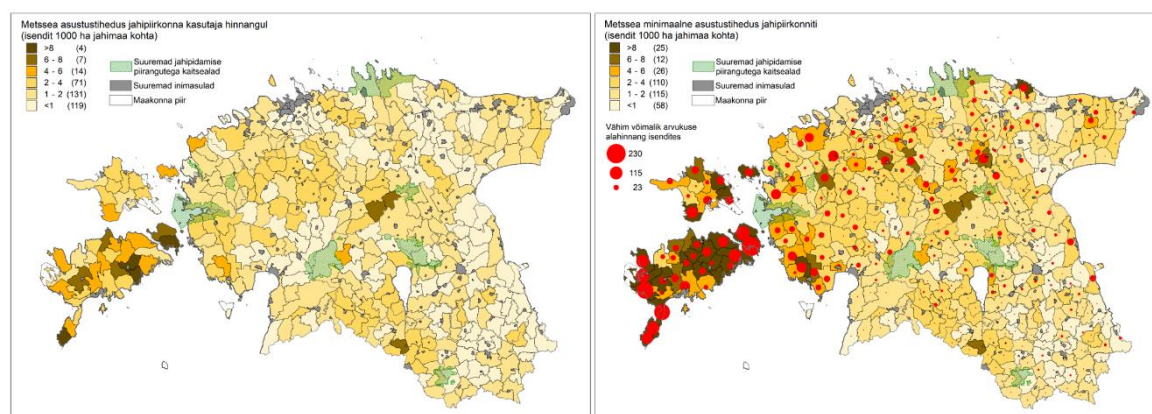 Metssea asustustihedus jahipiirkonna kasutaja hinnangul
(isendit 1000 ha jahimaa kohta)
>8 (4)
6 - 8 (7)
4 - 6 (14)
2 - 4 (71)
1 - 2 (131)
<1 (119)
Suuremad jahipidamise
piirangutega kaitsealad
Suuremad inimasulad
Maakonna piir
Metssea minimaalne asustustihedus jahipiirkonniti
(isendit 1000 ha jahimaa kohta)
>8 (25)
6 - 8 (12)
4 - 6 (26)
2 - 4 (110)
1 - 2 (115)
<1 (58)
Suuremad jahipidamise
piirangutega kaitsealad
Suuremad inimasulad
Maakonna piir
Vähim võimalik arvukuse
alahinnang isendites
230
115
23